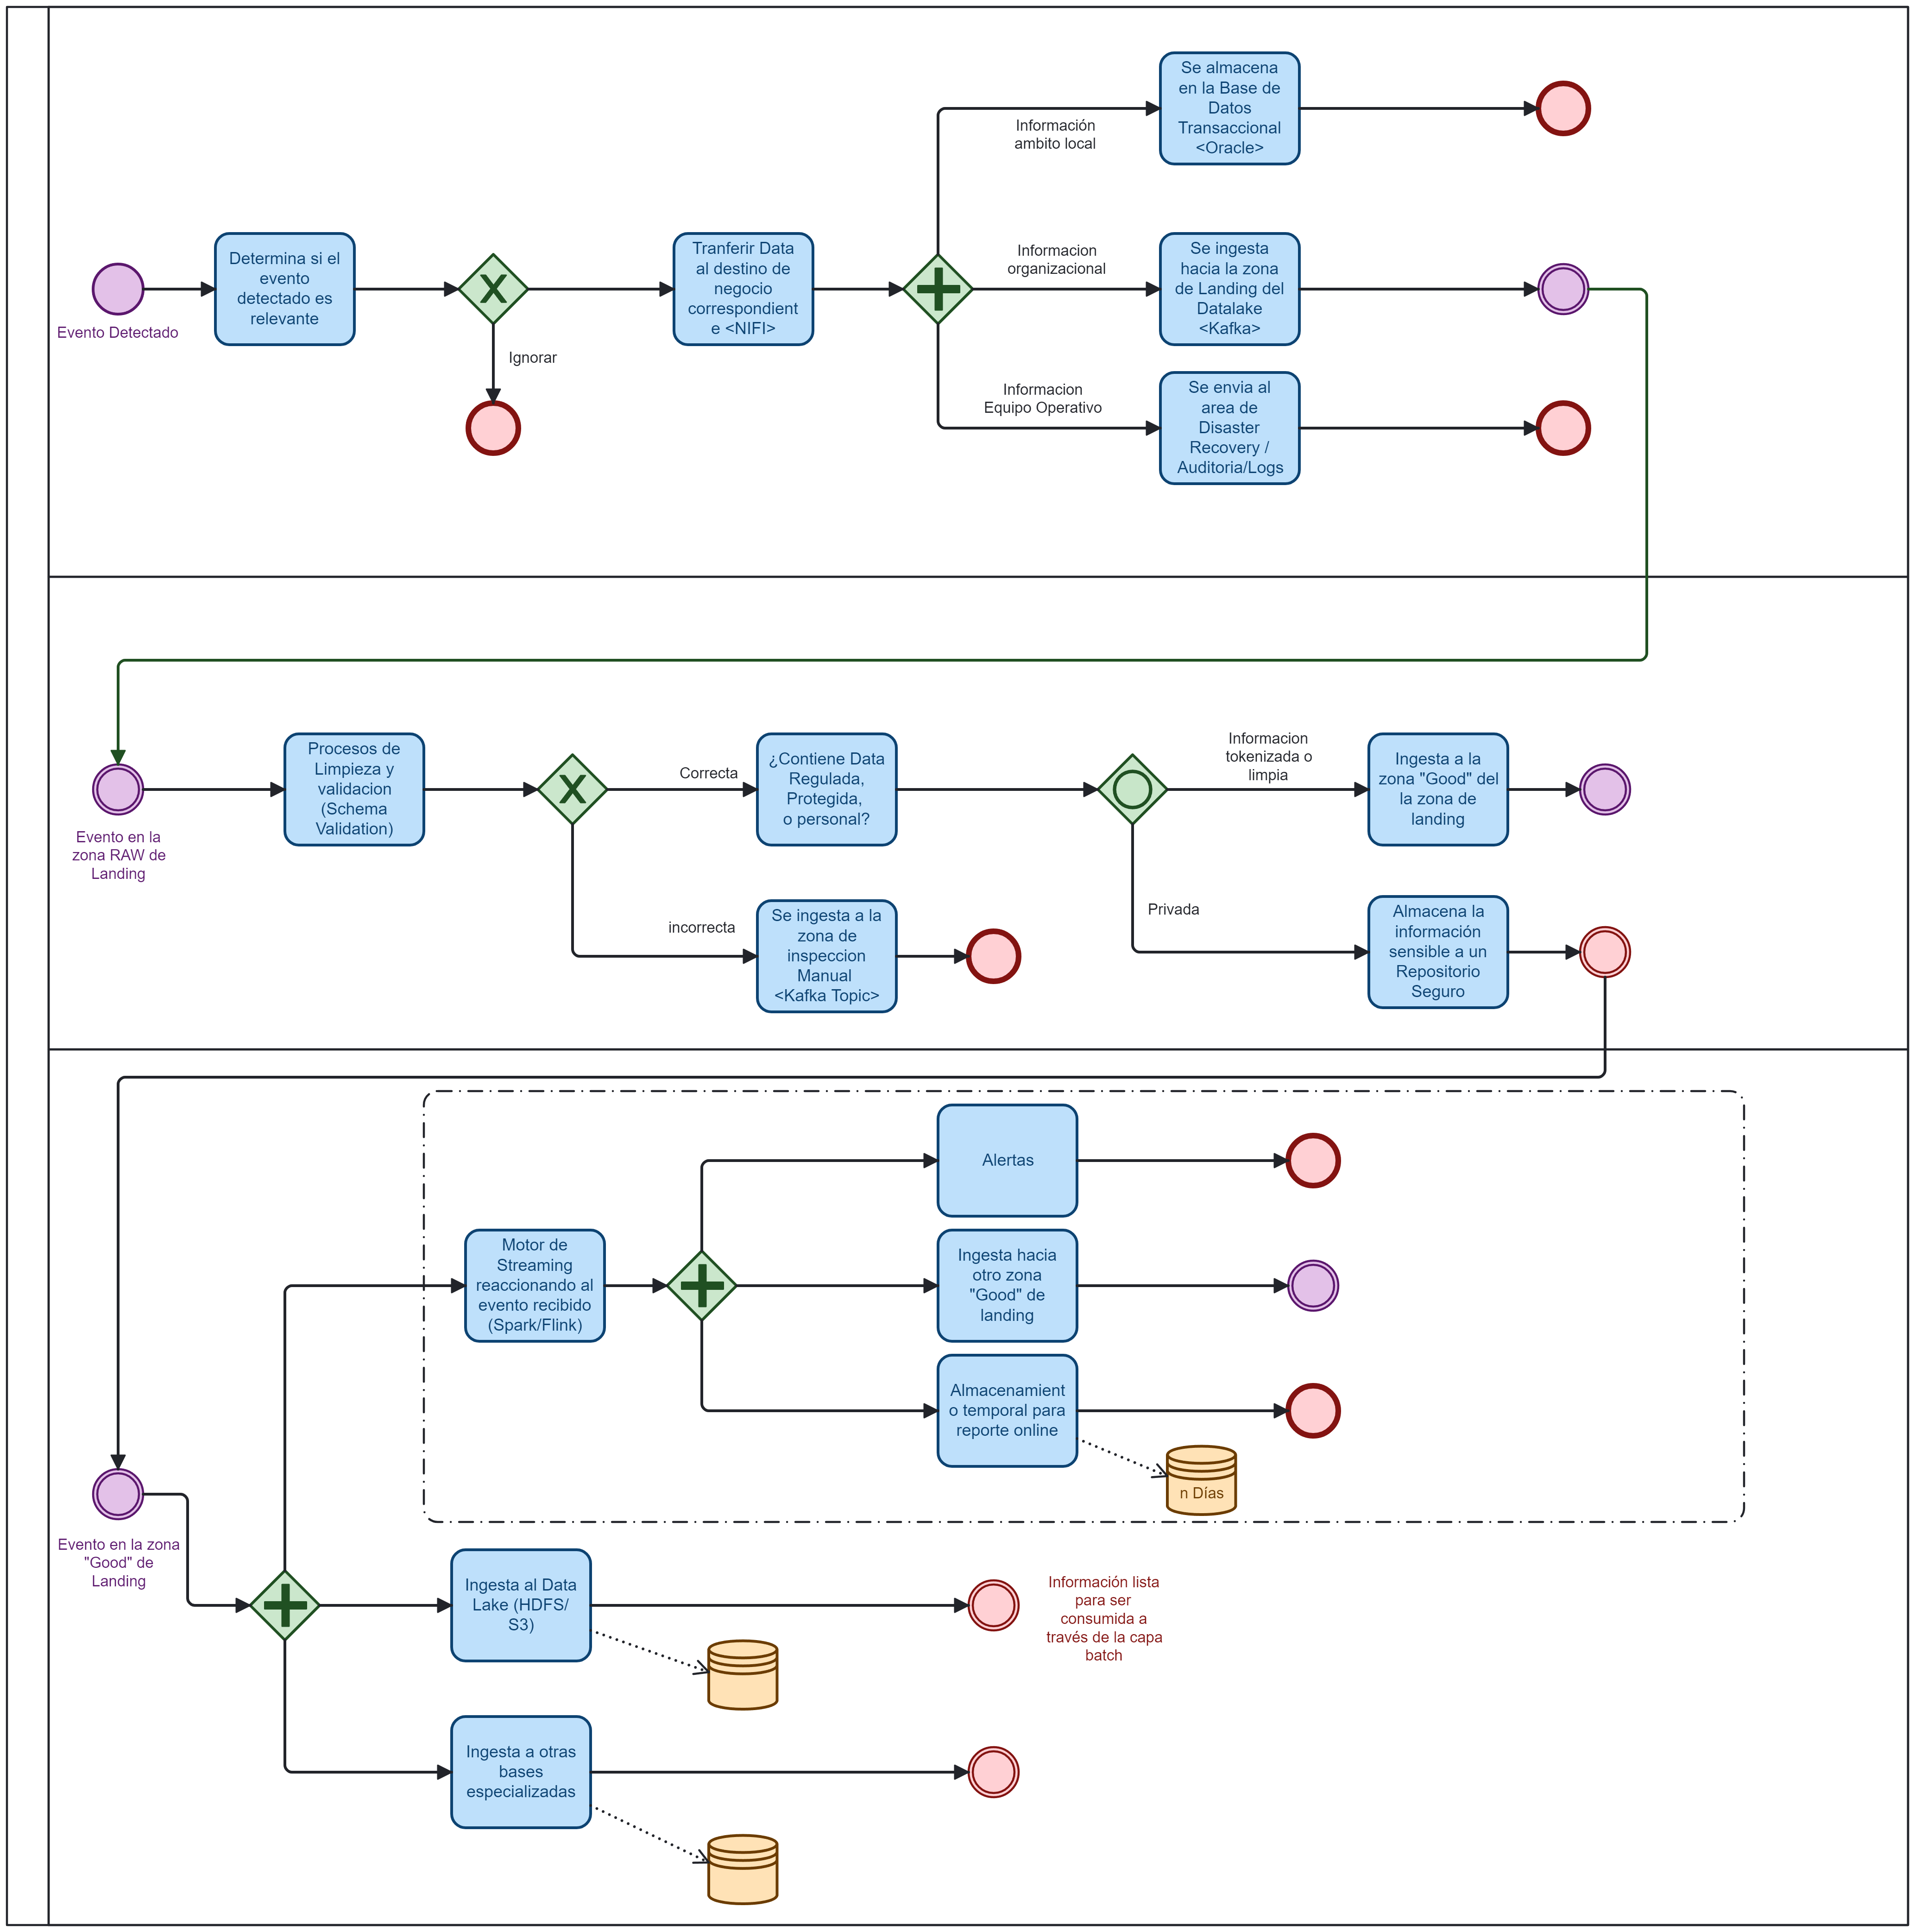 Se almacena
en la Base de
Datos
Transaccional
<Oracle>
Información
ambito local
Evento Detectado
Determina si el
evento
detectado es
relevante
Ignorar
Tranferir Data
al destino de
negocio
correspondient
e <NIFI>
Informacion
organizacional
Se ingesta
hacia la zona
de Landing del
Datalake
<Kafka>
Informacion
Equipo Operativo
Se envia al
area de
Disaster
Recovery /
Auditoria/Logs
Evento en la
zona RAW de
Landing
Procesos de
Limpieza y
validacion
(Schema
Validation)
Correcta
¿Contiene Data
Regulada,
Protegida,
o personal?
Informacion
tokenizada o
limpia
Ingesta a la
zona "Good" del
la zona de
landing
incorrecta
Se ingesta a la
zona de
inspeccion
Manual
<Kafka Topic>
Privada
Almacena la
información
sensible a un
Repositorio
Seguro
Alertas
Motor de
Streaming
reaccionando al
evento recibido
(Spark/Flink)
Ingesta hacia
otro zona
"Good" de
landing
Almacenamient
o temporal para
reporte online
n Días
Evento en la zona
"Good" de
Landing
Ingesta al Data
Lake (HDFS/
S3)
Información lista
para ser
consumida a
través de la capa
batch
Ingesta a otras
bases
especializadas